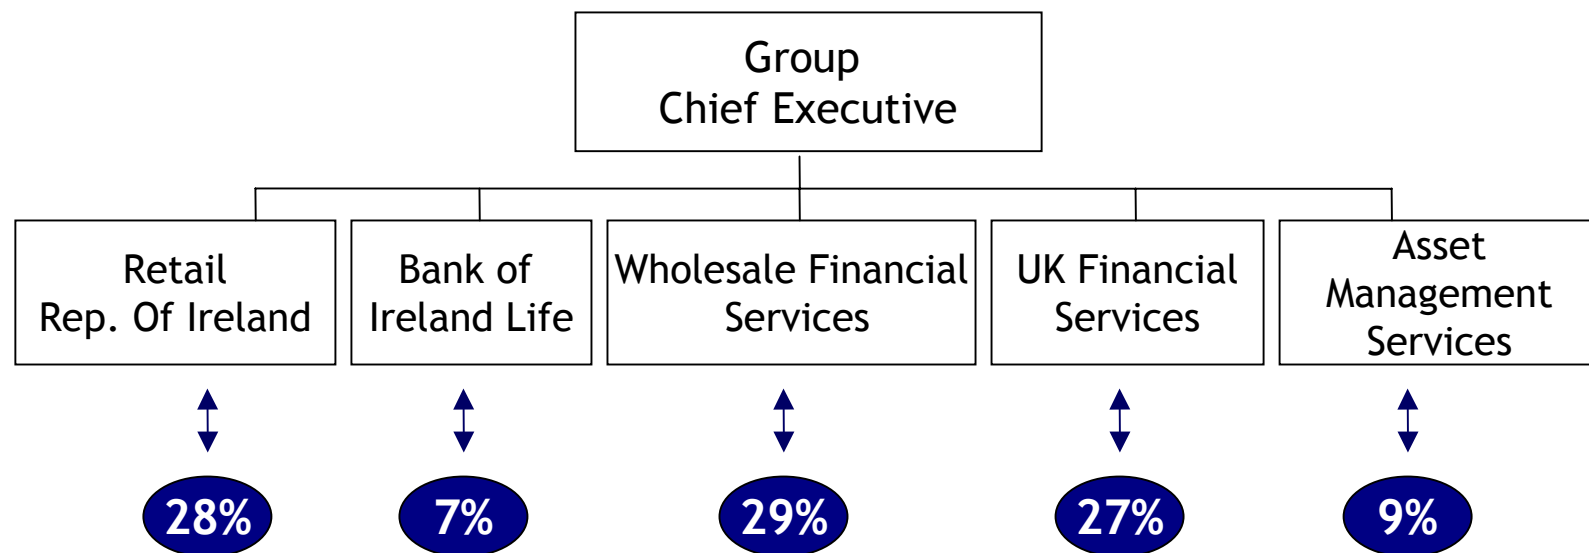 Group
Chief Executive
Retail
Rep. Of Ireland
Bank of
Ireland Life
Wholesale Financial
Services
UK Financial
Services
Asset
Management
Services
28%
7%
29%
27%
9%